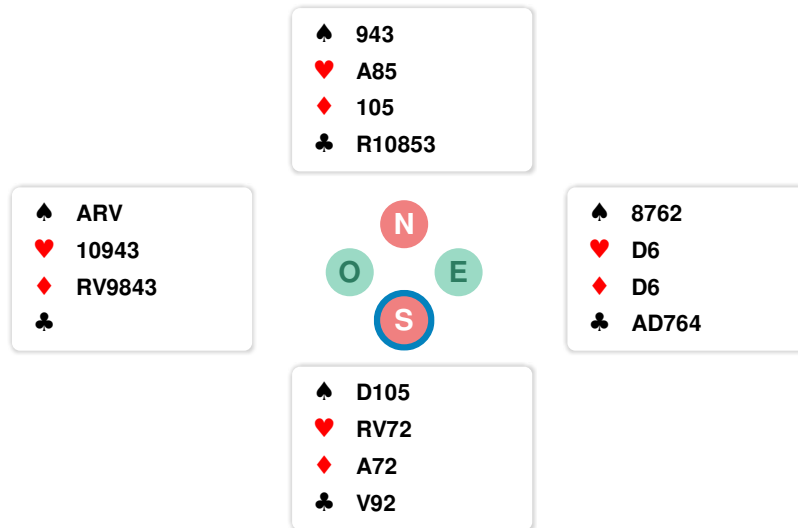 ♠ 943
♥ A85
♦ 105
♣ R10853
♠ ARV
♥ 10943
♦ RV9843
♣
N
O E
S
♠ 8762
♥ D6
♦ D6
♣ AD764
♠ D105
♥ RV72
♦ A72
♣ V92